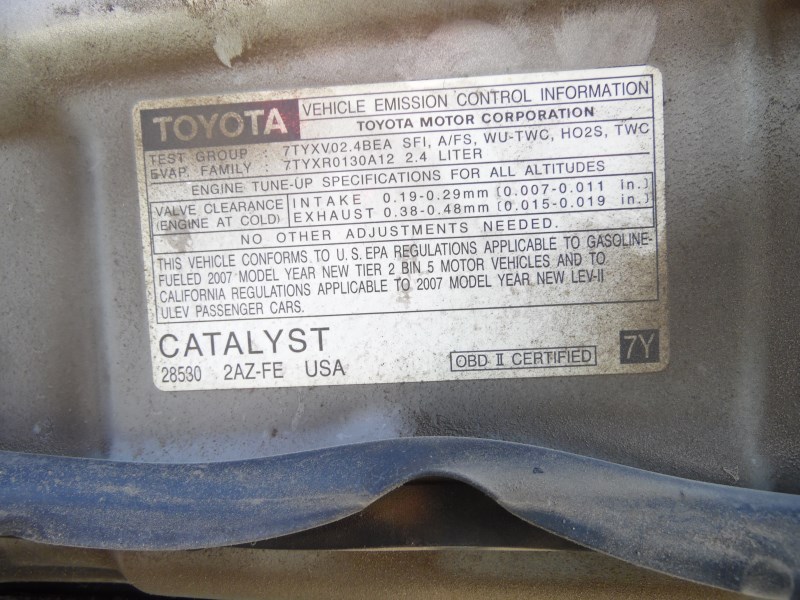 TOYOTA VEHICLE EMISSION CONTROL INFORMATION
TOYOTA MOTOR CORPORATION
TEST GROUP : 7TYXV02.4BEA SFI, A/FS, WU-TWC, HO2S, TWC
EVAP. FAMILY : 7TYXR0130A12 2.4 LITER
ENGINE TUNE-UP SPECIFICATIONS FOR ALL ALTITUDES
VALVE CLEARANCE INTAKE 0.19-0.29mm (0.007-0.011 in.)
(ENGINE AT COLD) EXHAUST 0.38-0.48mm (0.015-0.019 in.)
NO OTHER ADJUSTMENTS NEEDED.
THIS VEHICLE CONFORMS TO U.S.EPA REGULATIONS APPLICABLE TO GASOLINE-
FUELED 2007 MODEL YEAR NEW TIER 2 BIN 5 MOTOR VEHICLES AND TO
CALIFORNIA REGULATIONS APPLICABLE TO 2007 MODEL YEAR NEW LEV-II
ULEV PASSENGER CARS.
CATALYST
28530 2AZ-FE USA OBD II CERTIFIED 7Y